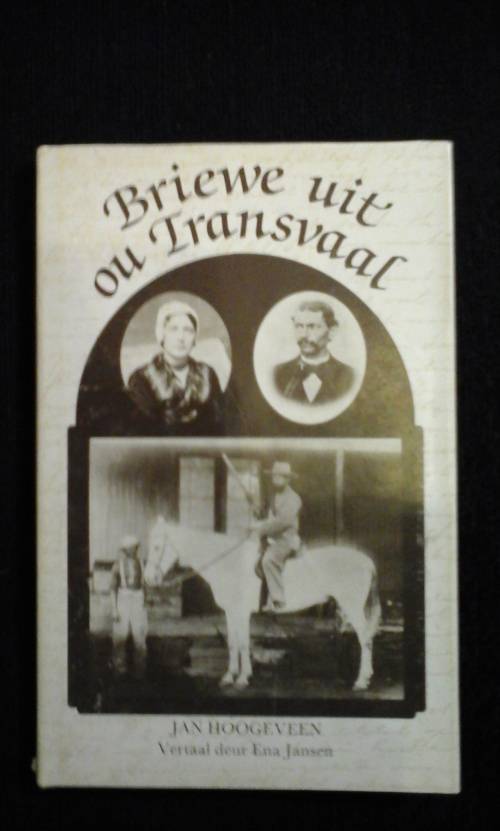 Briewe uit
ou Transvaal
JAN HOOGEVEEN
Vertaal deur Ena Jansen